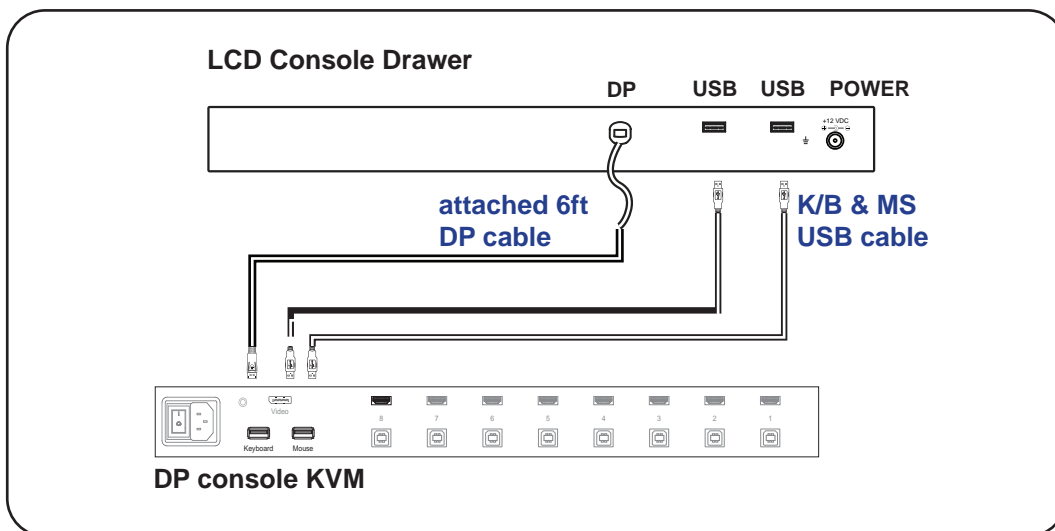 LCD Console Drawer
DP USB USB POWER
+12 VDC
attached 6ft
DP cable
K/B & MS
USB cable
Video
8 7 6 5 4 3 2 1
Keyboard Mouse
DP console KVM